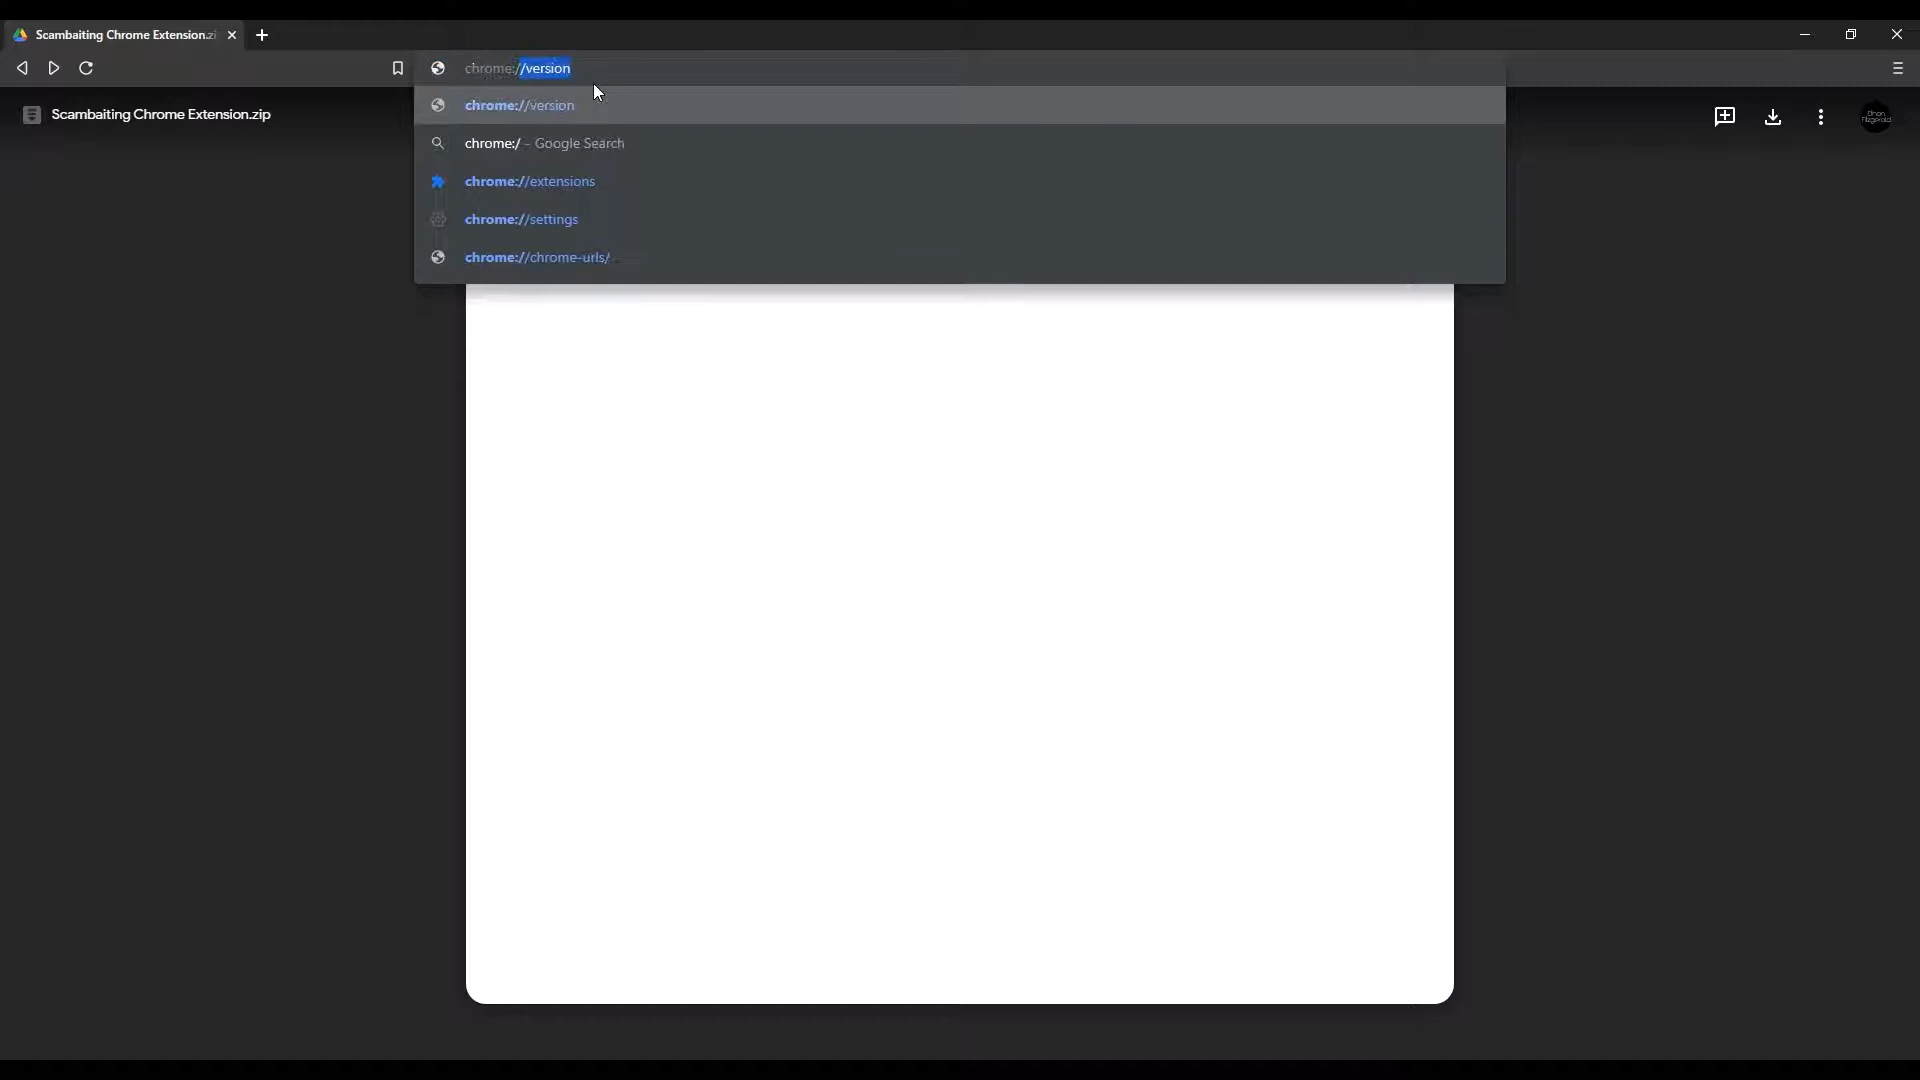 Scambaiting Chrome Extension.zi
chrome://version
Scambaiting Chrome Extension.zip
chrome://version
chrome:/ - Google Search
chrome://extensions
chrome://settings
chrome://chrome-urls/
Fitzgerald